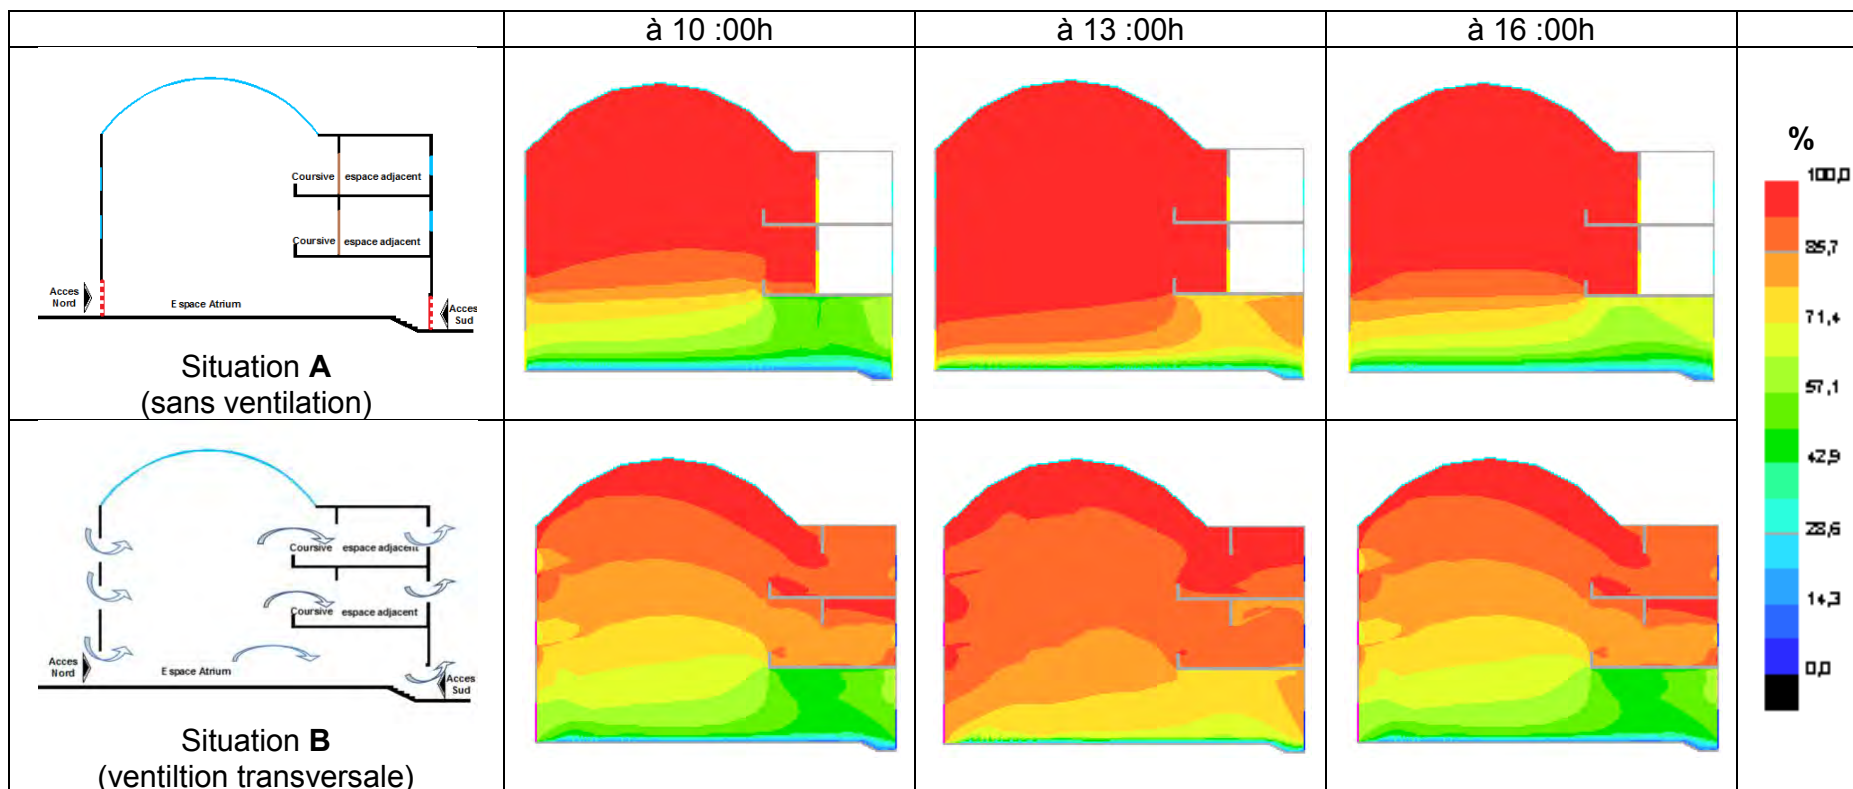 à 10 :00h
à 13 :00h
à 16 :00h
Coursive espace adjacent
Coursive espace adjacent
Acces
Nord
Espace Atrium
Acces
Sud
Situation A
(sans ventilation)
%
100,0
85,7
71,4
57,1
42,9
28,6
14,3
0,0
Coursive espace adjacent
Coursive espace adjacent
Acces
Nord
Espace Atrium
Acces
Sud
Situation B
(ventiltion transversale)